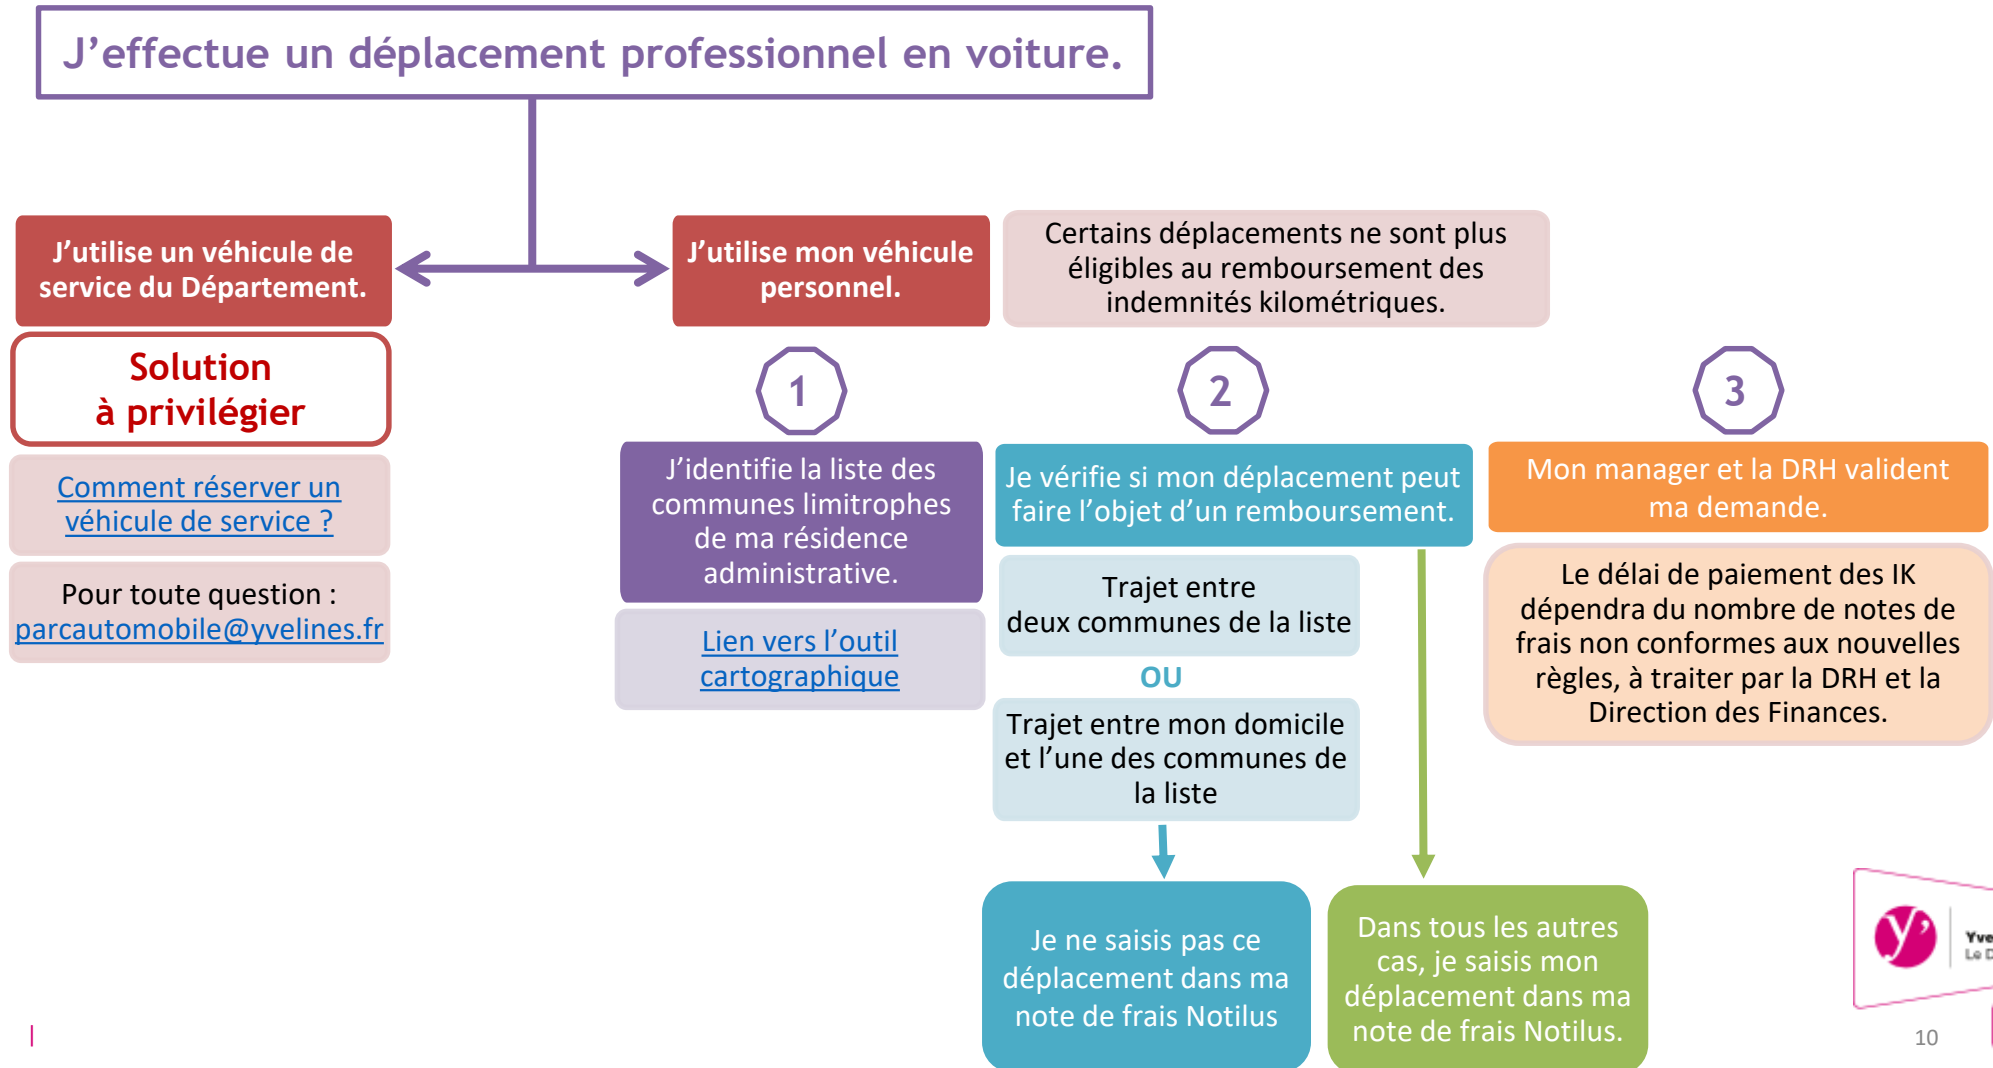 J’effectue un déplacement professionnel en voiture.
J’utilise un véhicule de
service du Département.
Solution
à privilégier
Comment réserver un
véhicule de service ?
Pour toute question :
parcautomobile@yvelines.fr
J’utilise mon véhicule
personnel.
Certains déplacements ne sont plus
éligibles au remboursement des
indemnités kilométriques.
1
J’identifie la liste des
communes limitrophes
de ma résidence
administrative.
Lien vers l’outil
cartographique
2
Je vérifie si mon déplacement peut
faire l’objet d’un remboursement.
Trajet entre
deux communes de la liste
OU
Trajet entre mon domicile
et l’une des communes de
la liste
Je ne saisis pas ce
déplacement dans ma
note de frais Notilus
Dans tous les autres
cas, je saisis mon
déplacement dans ma
note de frais Notilus.
3
Mon manager et la DRH valident
ma demande.
Le délai de paiement des IK
dépendra du nombre de notes de
frais non conformes aux nouvelles
règles, à traiter par la DRH et la
Direction des Finances.
y’
Yve
Le D
10